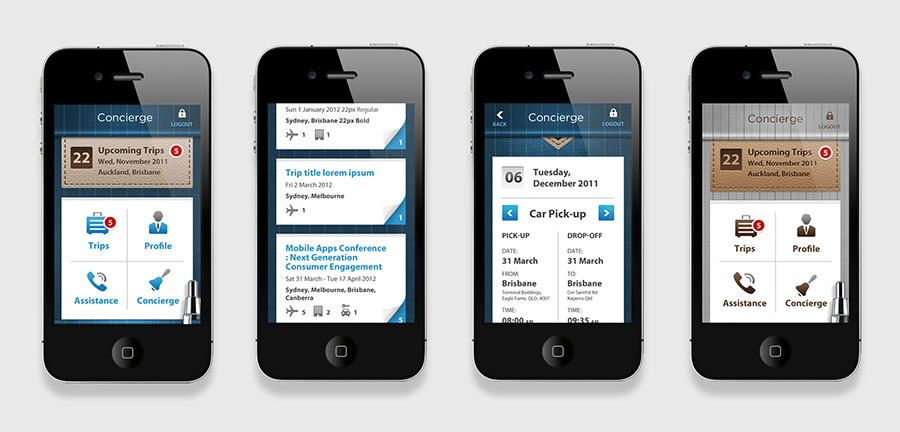 Concierge
LOGOUT
22
Upcoming Trips
5
Wed, November 2011
Auckland, Brisbane
5
Trips
Profile
Assistance
Concierge
Sun 1 January 2012 22px Regular
Sydney, Brisbane 22px Bold
1 1
1
Trip title lorem ipsum
Fri 2 March 2012
Sydney, Melbourne
1
1
Mobile Apps Conference
: Next Generation
Consumer Engagement
Sat 31 March - Tue 17 April 2012
Sydney, Melbourne, Brisbane,
Canberra
5 2 1
5
BACK
Concierge
LOGOUT
06
Tuesday,
December 2011
Car Pick-up
PICK-UP
DATE:
31 March
FROM:
Brisbane
Terminal Buildings,
Eagle Fame, QLD, 4007
TIME:
08:00 AM
DROP-OFF
DATE:
31 March
TO:
Brisbane
Cnr Samfrd Rd
Keperra Qld
TIME:
09:35 AM
Concierge
LOGOUT
22
Upcoming Trips
5
Wed, November 2011
Auckland, Brisbane
5
Trips
Profile
Assistance
Concierge